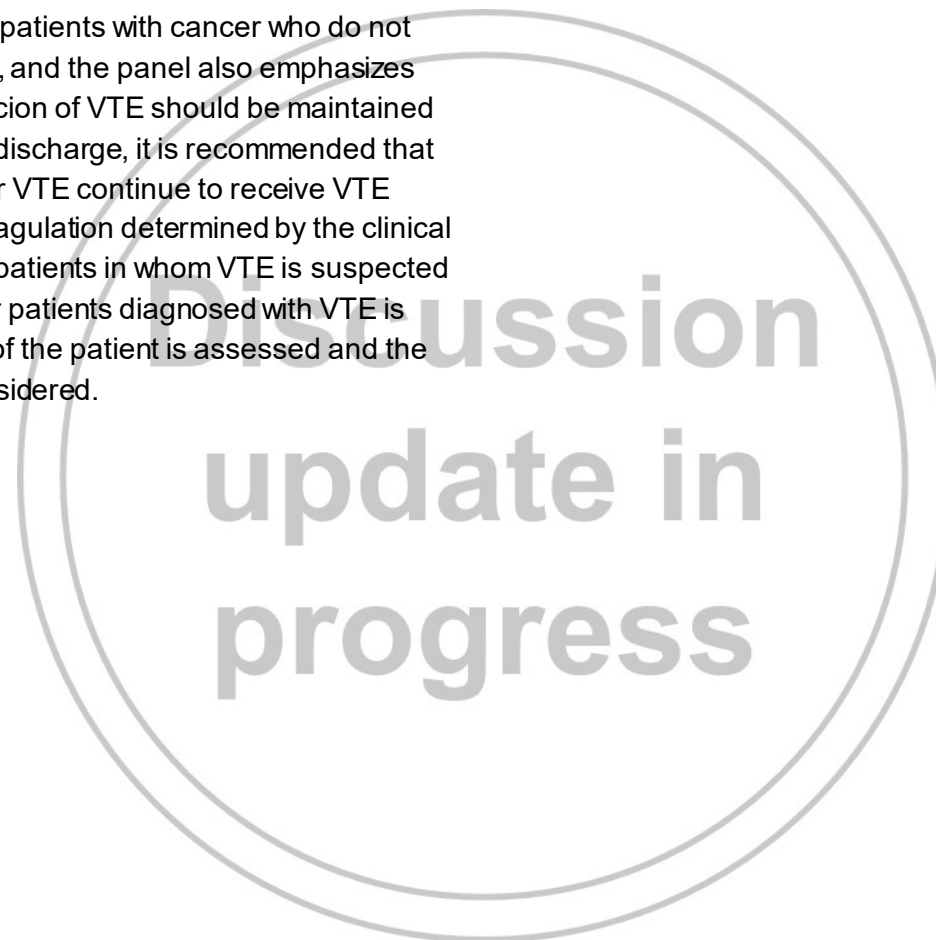 patients with cancer who do not
, and the panel also emphasizes
cion of VTE should be maintained
discharge, it is recommended that
r VTE continue to receive VTE
agulation determined by the clinical
patients in whom VTE is suspected
r patients diagnosed with VTE is
of the patient is assessed and the
sidered.
Discussion
update in
progress